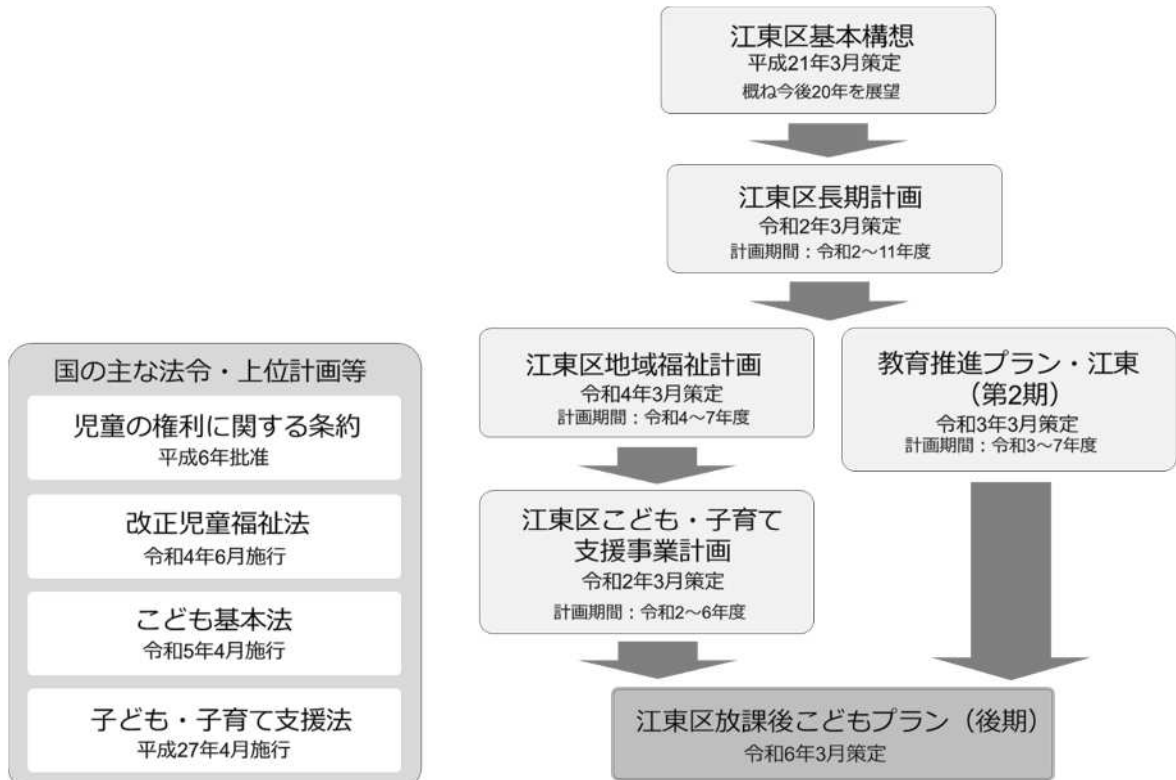 江東区基本構想
平成21年3月策定
概ね今後20年を展望
江東区長期計画
令和2年3月策定
計画期間：令和2～11年度
国の主な法令・上位計画等
児童の権利に関する条約
平成6年批准
改正児童福祉法
令和4年6月施行
こども基本法
令和5年4月施行
子ども・子育て支援法
平成27年4月施行
江東区地域福祉計画
令和4年3月策定
計画期間：令和4～7年度
江東区こども・子育て
支援事業計画
令和2年3月策定
計画期間：令和2～6年度
教育推進プラン・江東
（第2期）
令和3年3月策定
計画期間：令和3～7年度
江東区放課後こどもプラン（後期）
令和6年3月策定